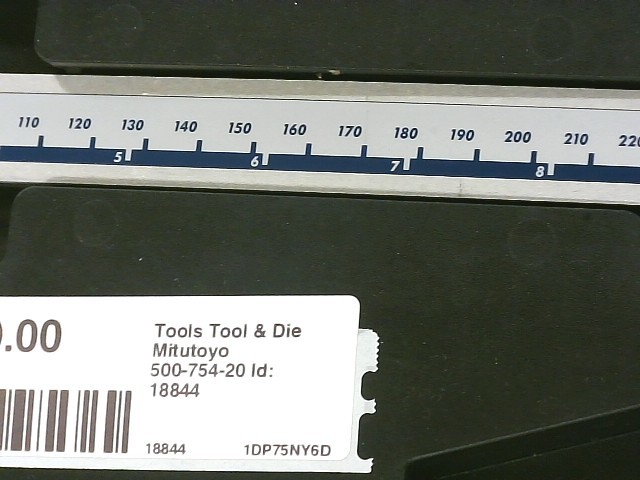 110 120 130 140 150 160 170 180 190 200 210
5 6 7 8
.00
Tools Tool & Die
Mitutoyo
500-754-20 Id:
18844
18844 1DP75NY6D